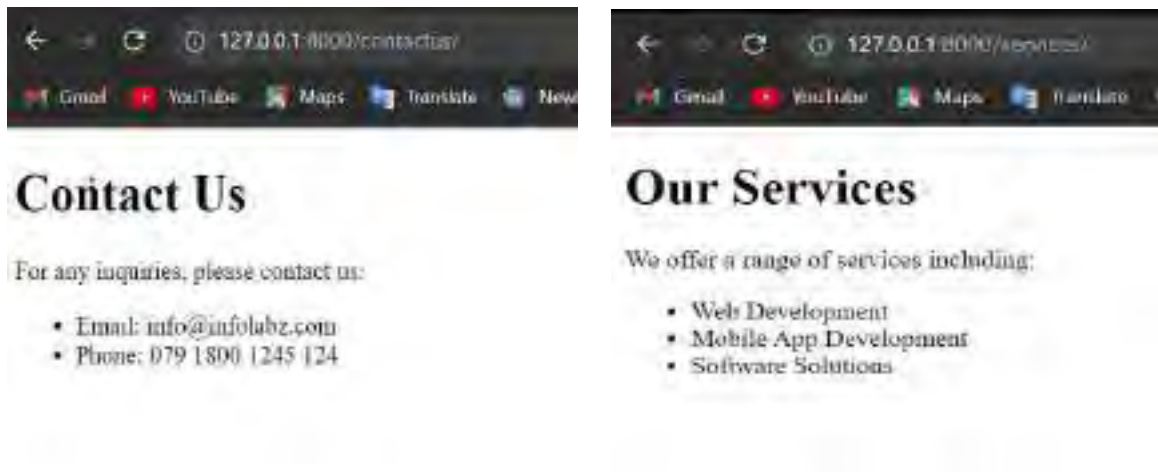 127.0.0.1:8000/contactus/
Gmail YouTube Maps Translate
Contact Us
For any inquiries, please contact us:
• Email: info@infolabz.com
• Phone: 079 1800 1245 124
127.0.0.1:8000/services/
Gmail YouTube Maps Translate
Our Services
We offer a range of services including:
• Web Development
• Mobile App Development
• Software Solutions